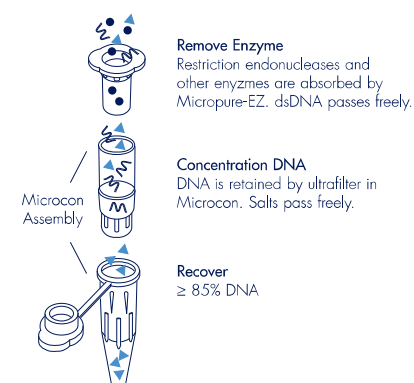 Remove Enzyme
Restriction endonucleases and
other enyzmes are absorbed by
Micropure-EZ. dsDNA passes freely.
Concentration DNA
DNA is retained by ultrafilter in
Microcon. Salts pass freely.
Microcon
Assembly
Recover
≥ 85% DNA